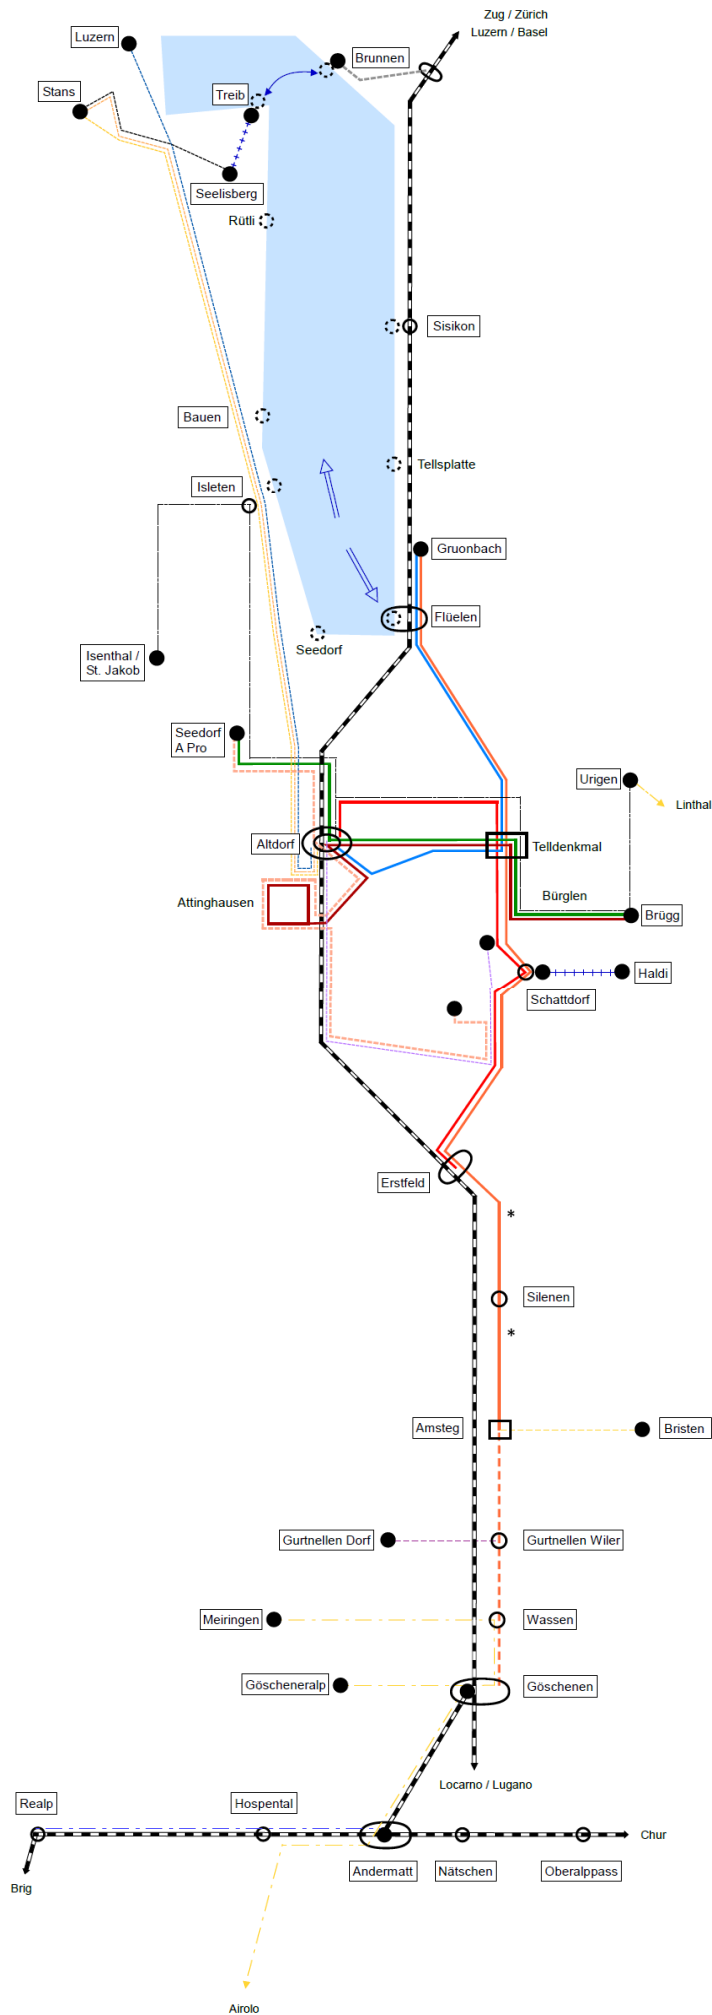 Zug / Zürich
Luzern / Basel
Luzern
Brunnen
Stans
Treib
Seelisberg
Rütli
Sisikon
Bauen
Tellsplatte
Isleten
Gruonbach
Flüelen
Seedorf
Isenthal /
St. Jakob
Seedorf
A Pro
Urigen
Linthal
Altdorf
Telldenkmal
Attinghausen
Bürglen
Brügg
Haldi
Schattdorf
Erstfeld
*
Silenen
*
Amsteg
Bristen
Gurtnellen Dorf
Gurtnellen Wiler
Meiringen
Wassen
Göscheneralp
Göschenen
Locarno / Lugano
Realp
Hospental
Chur
Andermatt
Nätschen
Oberalppass
Brig
Airolo